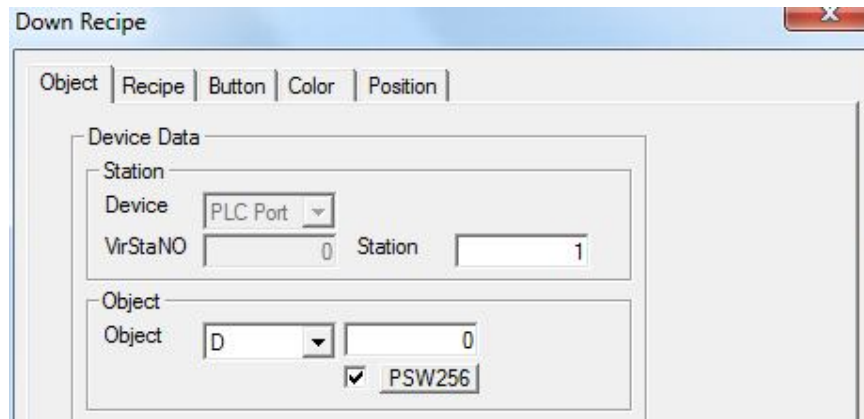 Down Recipe
Object Recipe Button Color Position
Device Data
Station
Device PLC Port
VirStaNO 0 Station 1
Object
Object D 0
PSW256